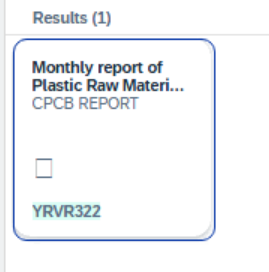 Results (1)
Monthly report of
Plastic Raw Materi...
CPCB REPORT
YRVR322